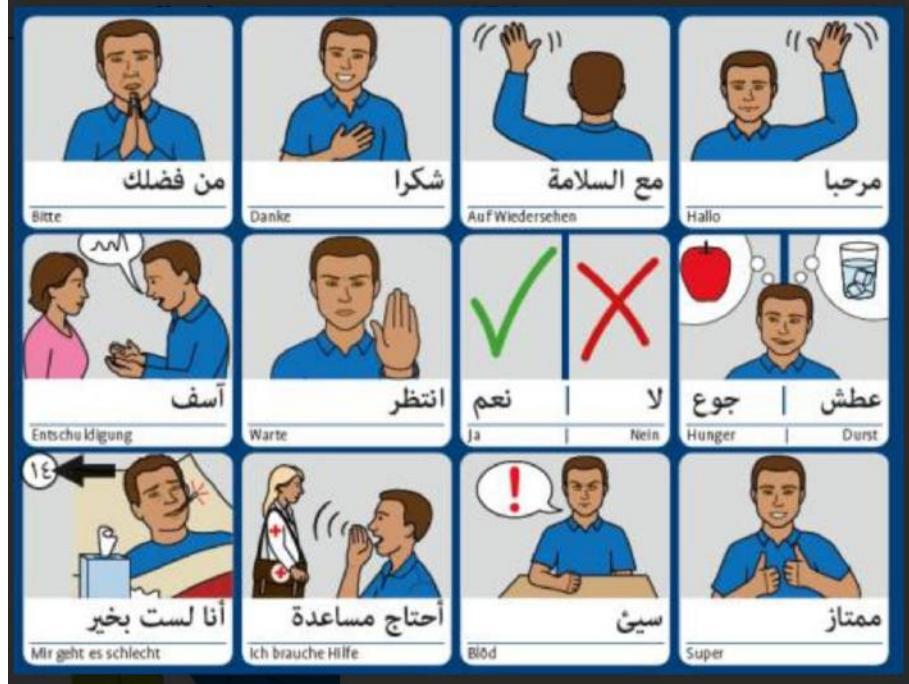 مرحبا
Hallo
مع السلامة
Auf Wiedersehen
شكرا
Danke
من فضلك
Bitte
عطش | جوع
Hunger | Durst
لا | نعم
Ja | Nein
انتظر
Warte
آسف
Entschuldigung
ممتاز
Super
!
سيئ
Blöd
أحتاج مساعدة
Ich brauche Hilfe
١٤
أنا لست بخير
Mir geht es schlecht